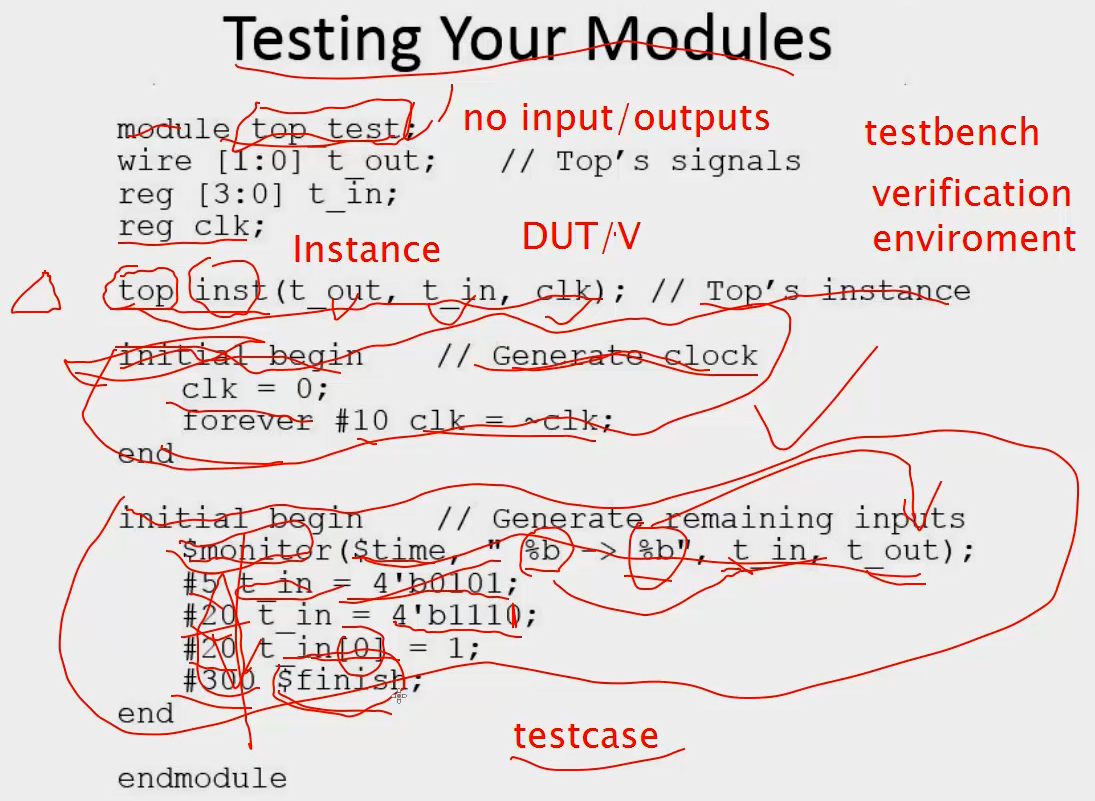 Testing Your Modules
module top_test; no input/outputs
testbench
wire [1:0] t_out; // Top's signals
reg [3:0] t_in;
verification
enviroment
reg clk;
Instance DUT/V
top inst(t_out, t_in, clk); // Top's instance
initial begin // Generate clock
clk = 0;
forever #10 clk = ~clk;
end
initial begin // Generate remaining inputs
$monitor($time, " %b -> %b", t_in, t_out);
#5 t_in = 4'b0101;
#20 t_in = 4'b1110;
#20 t_in[0] = 1;
#300 $finish;
end
testcase
endmodule